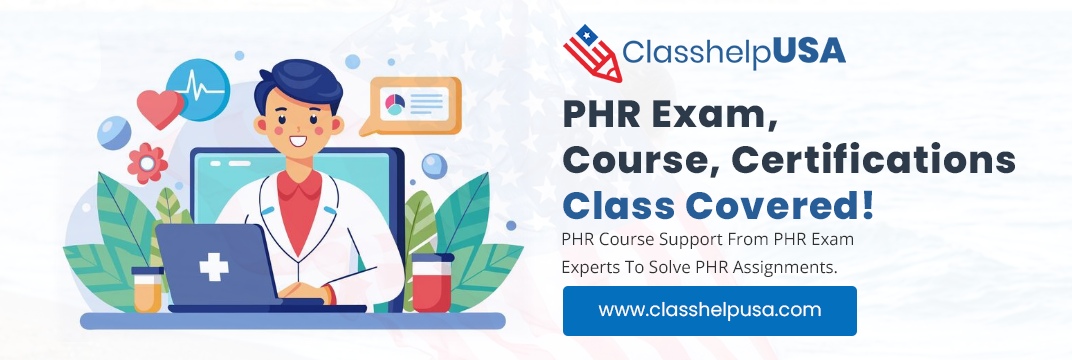 ClasshelpUSA
PHR Exam,
Course, Certifications
Class Covered!
PHR Course Support From PHR Exam
Experts To Solve PHR Assignments.
www.classhelpusa.com